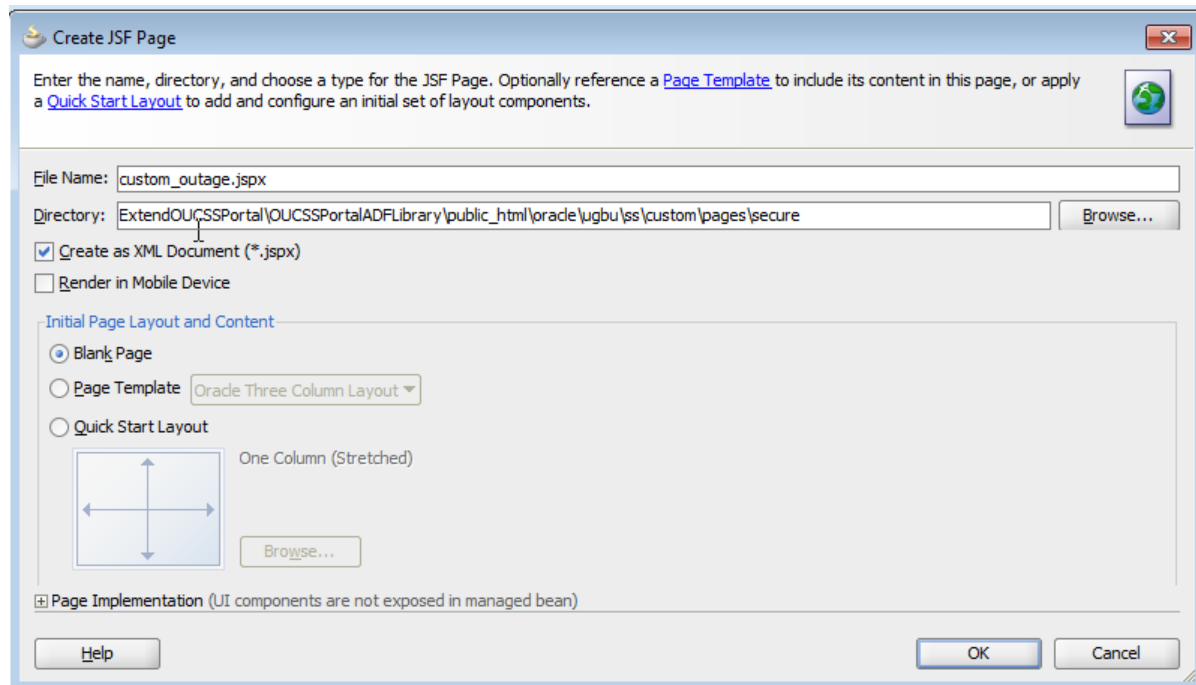 Create JSF Page
Enter the name, directory, and choose a type for the JSF Page. Optionally reference a Page Template to include its content in this page, or apply
a Quick Start Layout to add and configure an initial set of layout components.
File Name: custom_outage.jspx
Directory: ExtendOUCSSPortal\OUCSSPortalADFLibrary\public_html\oracle\ugbu\ss\custom\pages\secure Browse...
Create as XML Document (*.jspx)
Render in Mobile Device
Initial Page Layout and Content
Blank Page
Page Template Oracle Three Column Layout
Quick Start Layout
One Column (Stretched)
Browse...
Page Implementation (UI components are not exposed in managed bean)
Help OK Cancel